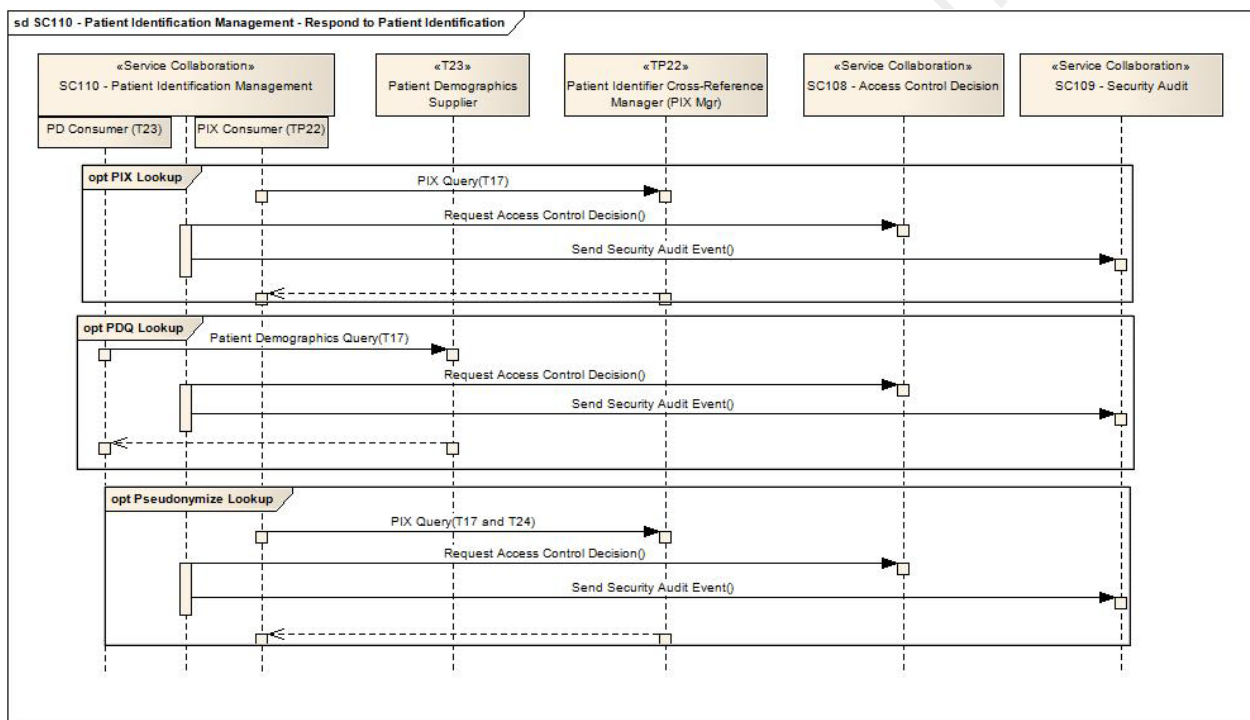 sd SC110 - Patient Identification Management - Respond to Patient Identification
«Service Collaboration»
SC110 - Patient Identification Management
«T23»
Patient Demographics
Supplier
«TP22»
Patient Identifier Cross-Reference
Manager (PIX Mgr)
«Service Collaboration»
SC108 - Access Control Decision
«Service Collaboration»
SC109 - Security Audit
PD Consumer (T23)
PIX Consumer (TP22)
opt PIX Lookup
PIX Query(T17)
Request Access Control Decision()
Send Security Audit Event()
opt PDQ Lookup
Patient Demographics Query(T17)
Request Access Control Decision()
Send Security Audit Event()
opt Pseudonymize Lookup
PIX Query(T17 and T24)
Request Access Control Decision()
Send Security Audit Event()